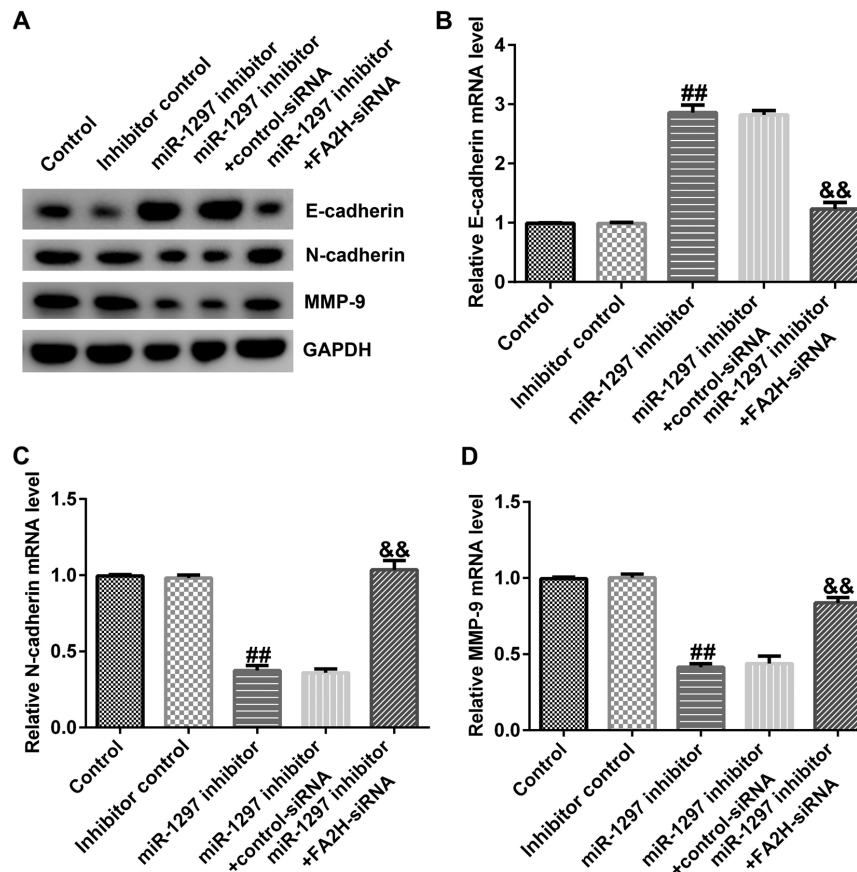 A
Control
Inhibitor control
miR-1297 inhibitor
miR-1297 inhibitor
+control-siRNA
miR-1297 inhibitor
+FA2H-siRNA
E-cadherin
N-cadherin
MMP-9
GAPDH
B
Relative E-cadherin mRNA level
4
3
2
1
0
##
&&
Control
Inhibitor control
miR-1297 inhibitor
miR-1297 inhibitor
+control-siRNA
miR-1297 inhibitor
+FA2H-siRNA
C
Relative N-cadherin mRNA level
1.5
1.0
0.5
0.0
##
&&
Control
Inhibitor control
miR-1297 inhibitor
miR-1297 inhibitor
+control-siRNA
miR-1297 inhibitor
+FA2H-siRNA
D
Relative MMP-9 mRNA level
1.5
1.0
0.5
0.0
##
&&
Control
Inhibitor control
miR-1297 inhibitor
miR-1297 inhibitor
+control-siRNA
miR-1297 inhibitor
+FA2H-siRNA